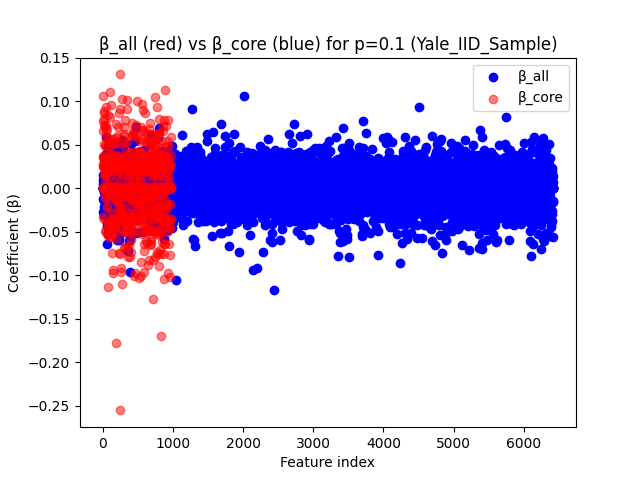 β_all (red) vs β_core (blue) for p=0.1 (Yale_IID_Sample)
β_all
β_core
Coefficient (β)
0.15
0.10
0.05
0.00
−0.05
−0.10
−0.15
−0.20
−0.25
0 1000 2000 3000 4000 5000 6000
Feature index